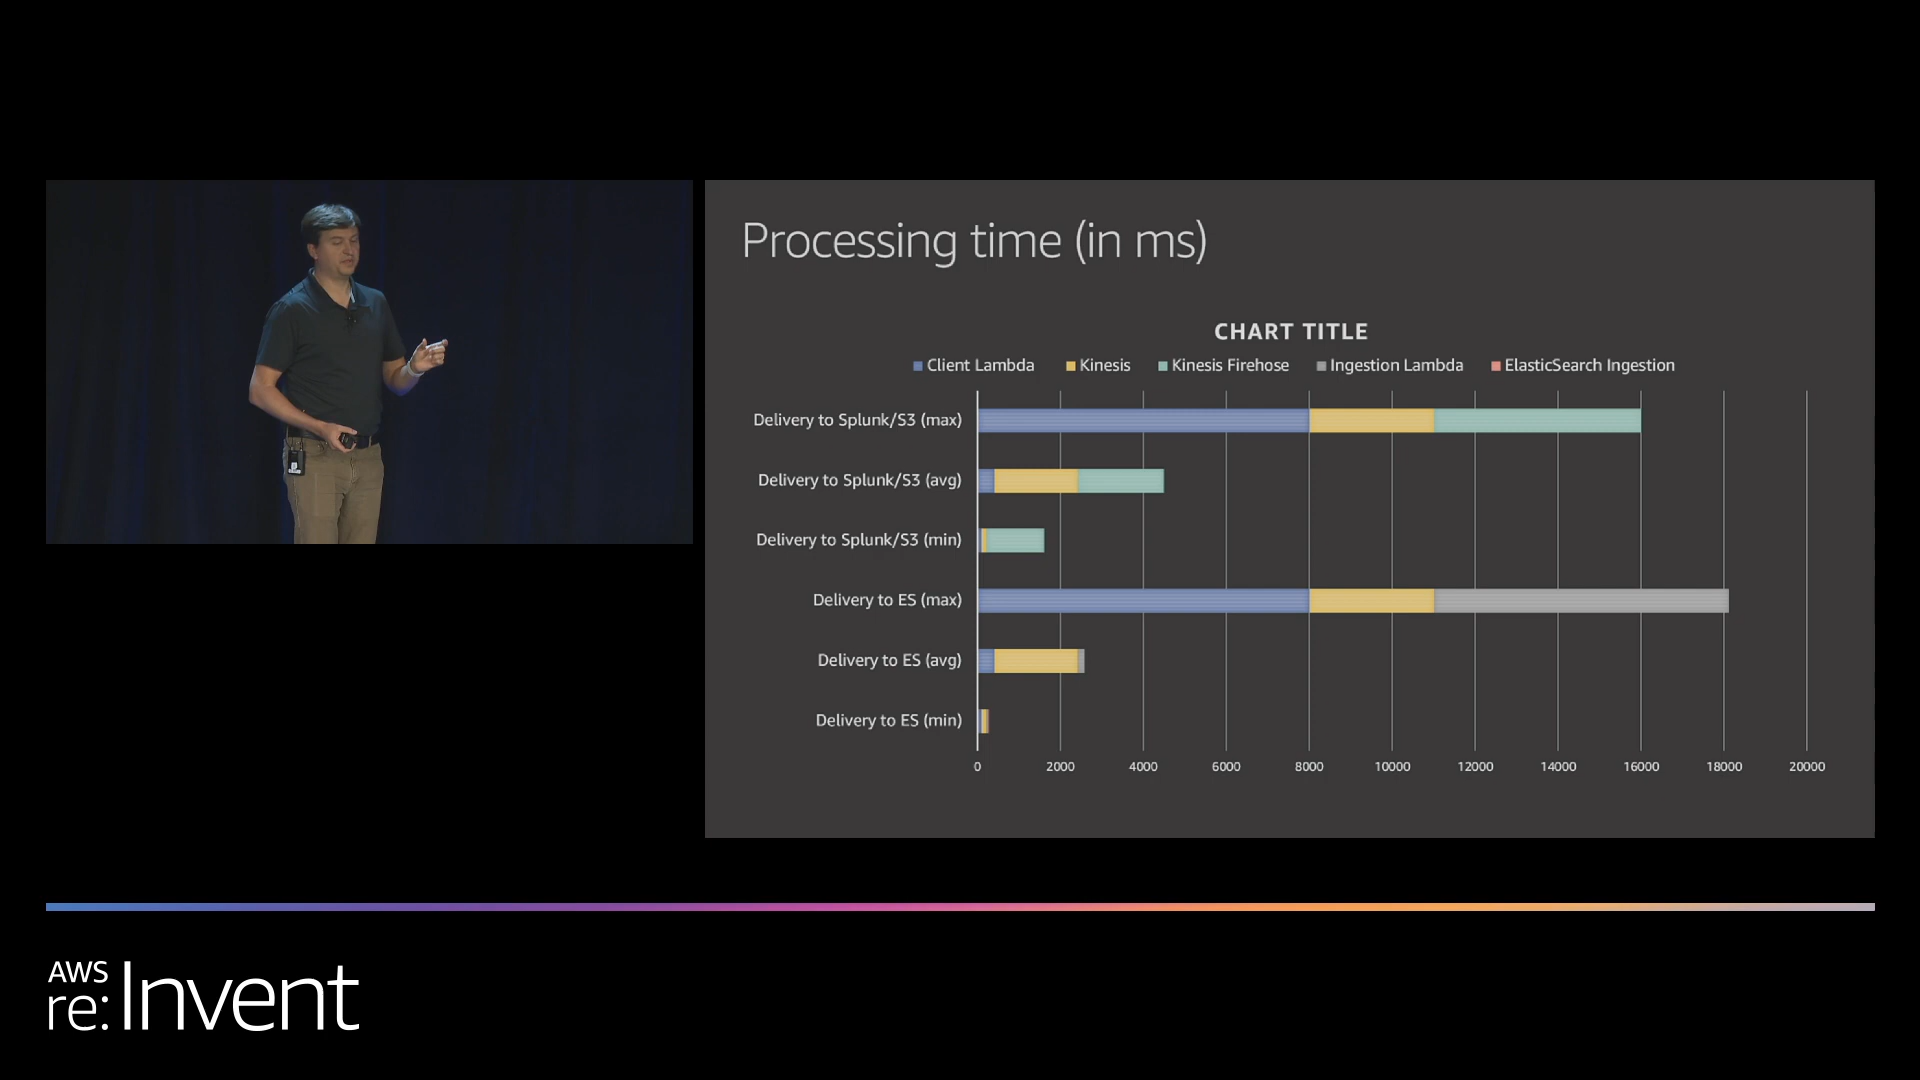 Processing time (in ms)
CHART TITLE
Client Lambda Kinesis Kinesis Firehose Ingestion Lambda ElasticSearch Ingestion
Delivery to Splunk/S3 (max)
Delivery to Splunk/S3 (avg)
Delivery to Splunk/S3 (min)
Delivery to ES (max)
Delivery to ES (avg)
Delivery to ES (min)
0 2000 4000 6000 8000 10000 12000 14000 16000 18000 20000
AWS
re:Invent